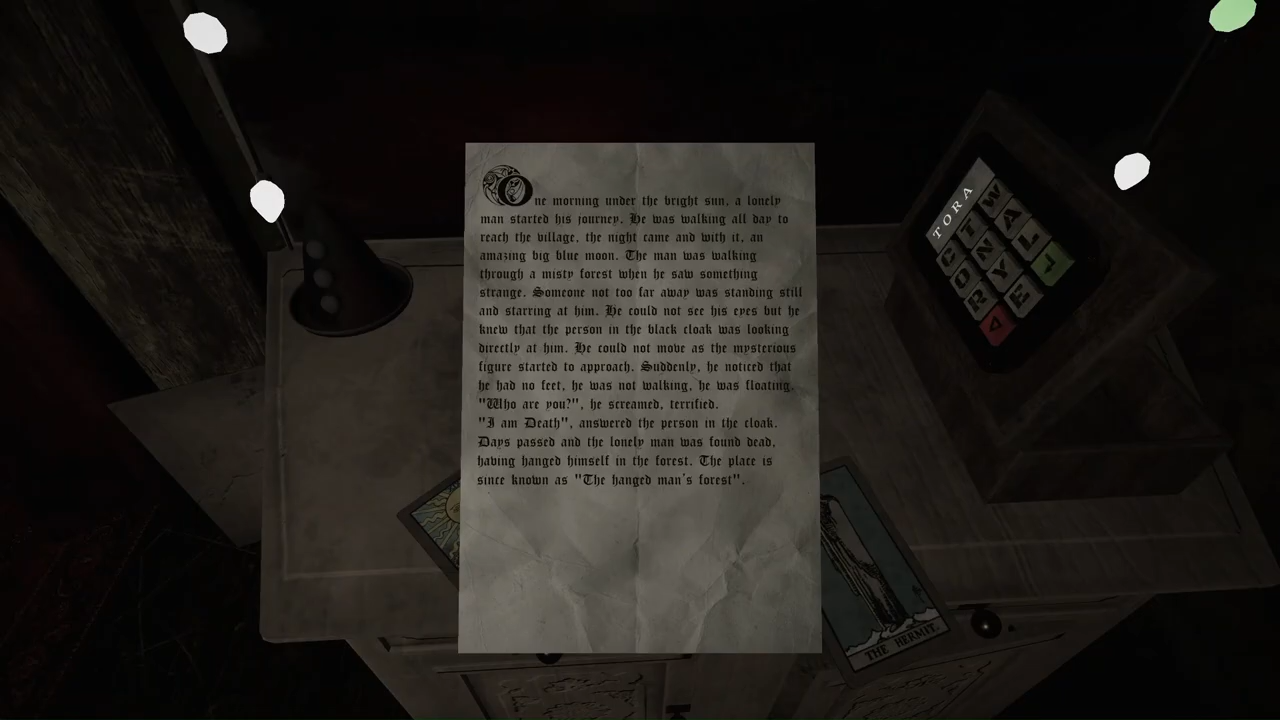 One morning under the bright sun, a lonely
man started his journey. He was walking all day to
reach the village, the night came and with it, an
amazing big blue moon. The man was walking
through a misty forest when he saw something
strange. Someone not too far away was standing still
and starring at him. He could not see his eyes but he
knew that the person in the black cloak was looking
directly at him. He could not move as the mysterious
figure started to approach. Suddenly, he noticed that
he had no feet, he was not walking, he was floating.
"Who are you?", he screamed, terrified.
"I am Death", answered the person in the cloak.
Days passed and the lonely man was found dead,
having hanged himself in the forest. The place is
since known as "The hanged man's forest".
TORA
C T W
O N A L
R Y E
THE HERMIT.